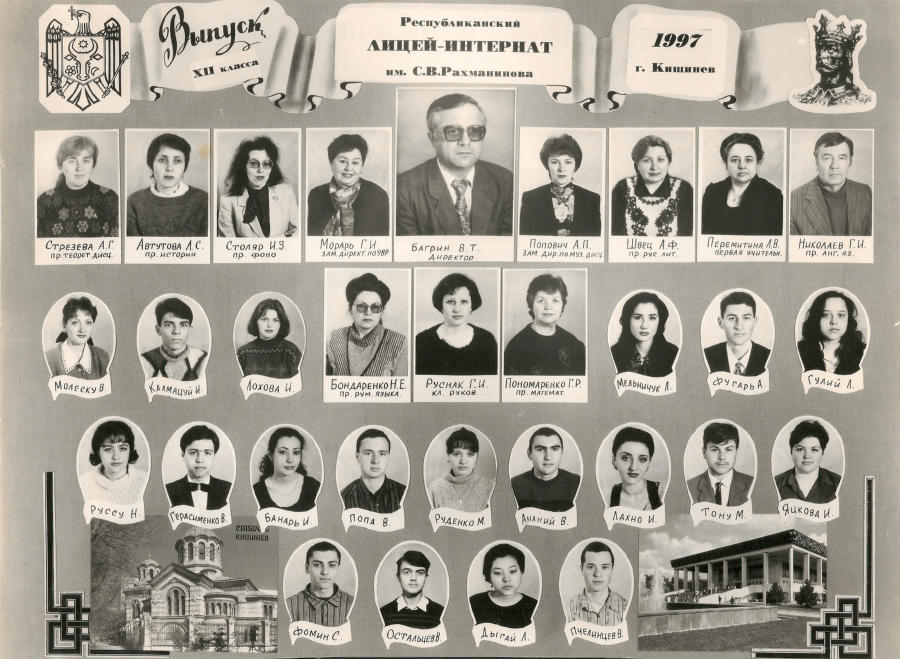 Выпуск
XII класса
Республиканский
ЛИЦЕЙ-ИНТЕРНАТ
им. С.В.Рахманинова
1997
г. Кишинев
Стрезева А.Г.
пр. теорет. дисц.
Автутова Л.С.
пр. истории
Столяр И.З.
пр. фоно
Морарь Г.И
зам. директ. по УВР
Багрин В.Т.
директор
Попович А.П.
зам. дир. по муз. дисц.
Швец А.Ф.
пр. рус. лит.
Перемитина Л.В.
первая учительн.
Николаев Г.И.
пр. анг. яз.
Молеску В.
Калмацуй И.
Лохова И.
Бондаренко Н.Е.
пр. рум. языка.
Руснак Г.И.
кл. руков.
Пономаренко Г.Р.
пр. математ.
Мельничук Л.
Фугарь А.
Гулий Л.
Руссу Н.
Герасименко В.
Банарь И.
Попа В.
Руденко М.
Ананий В.
Лахно И.
Тону М.
Яцкова И.
CHIȘINĂU
КИШИНЕВ
Фомин С.
Остальцев В.
Дыгай Л.
Пчелинцев В.